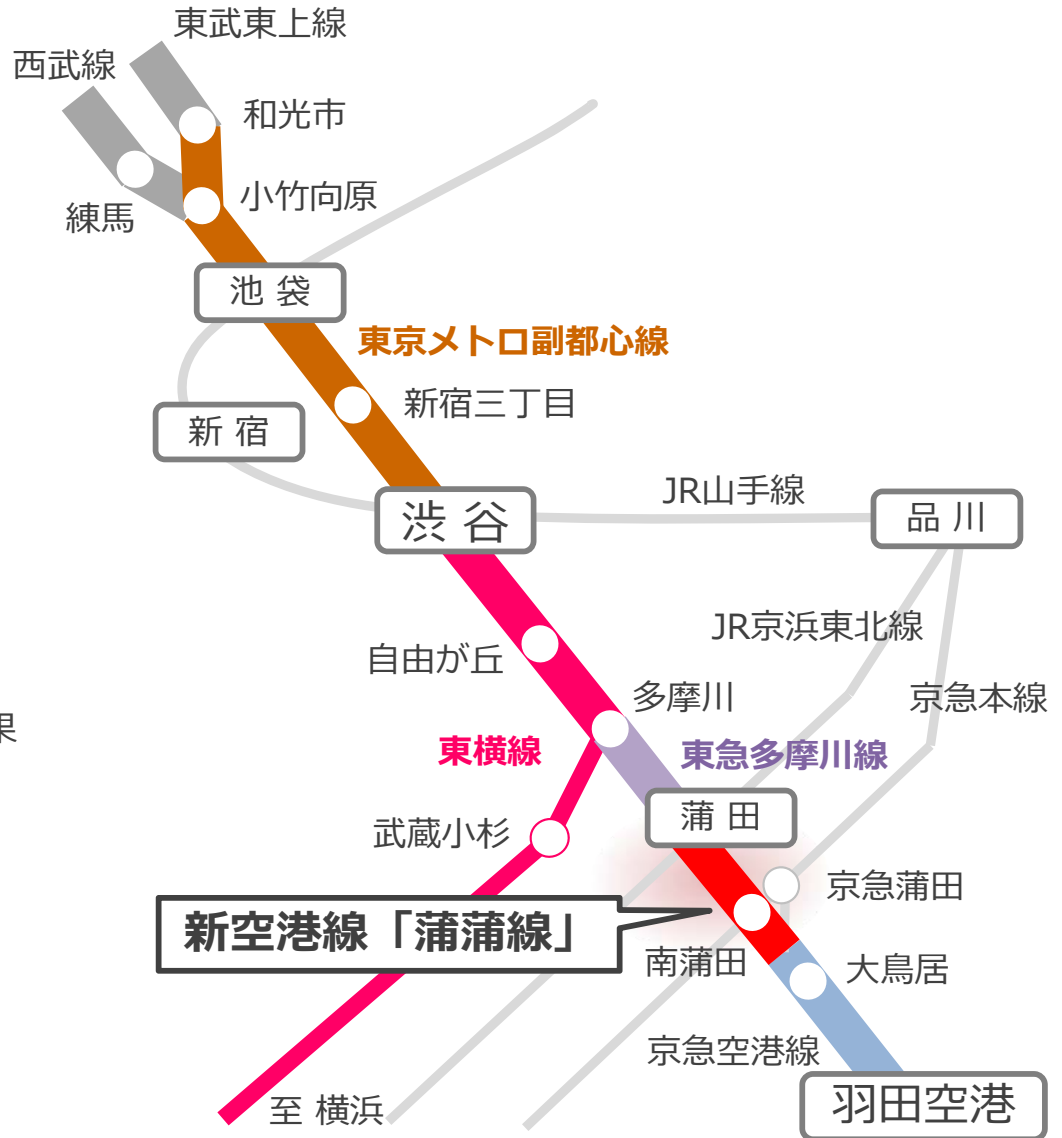 東武東上線
西武線
和光市
小竹向原
練馬
池袋
東京メトロ副都心線
新宿三丁目
新宿
JR山手線
渋谷
品川
JR京浜東北線
自由が丘
多摩川
京急本線
果
東横線
東急多摩川線
蒲田
武蔵小杉
京急蒲田
新空港線「蒲蒲線」
南蒲田
大鳥居
京急空港線
羽田空港
至 横浜